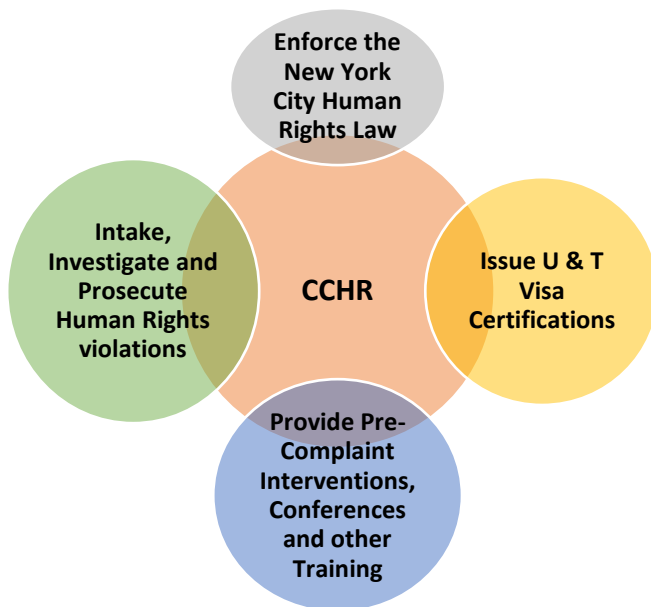 Enforce the
New York
City Human
Rights Law
Intake,
Investigate and
Prosecute
Human Rights
violations
CCHR
Issue U & T
Visa
Certifications
Provide Pre-
Complaint
Interventions,
Conferences
and other
Training